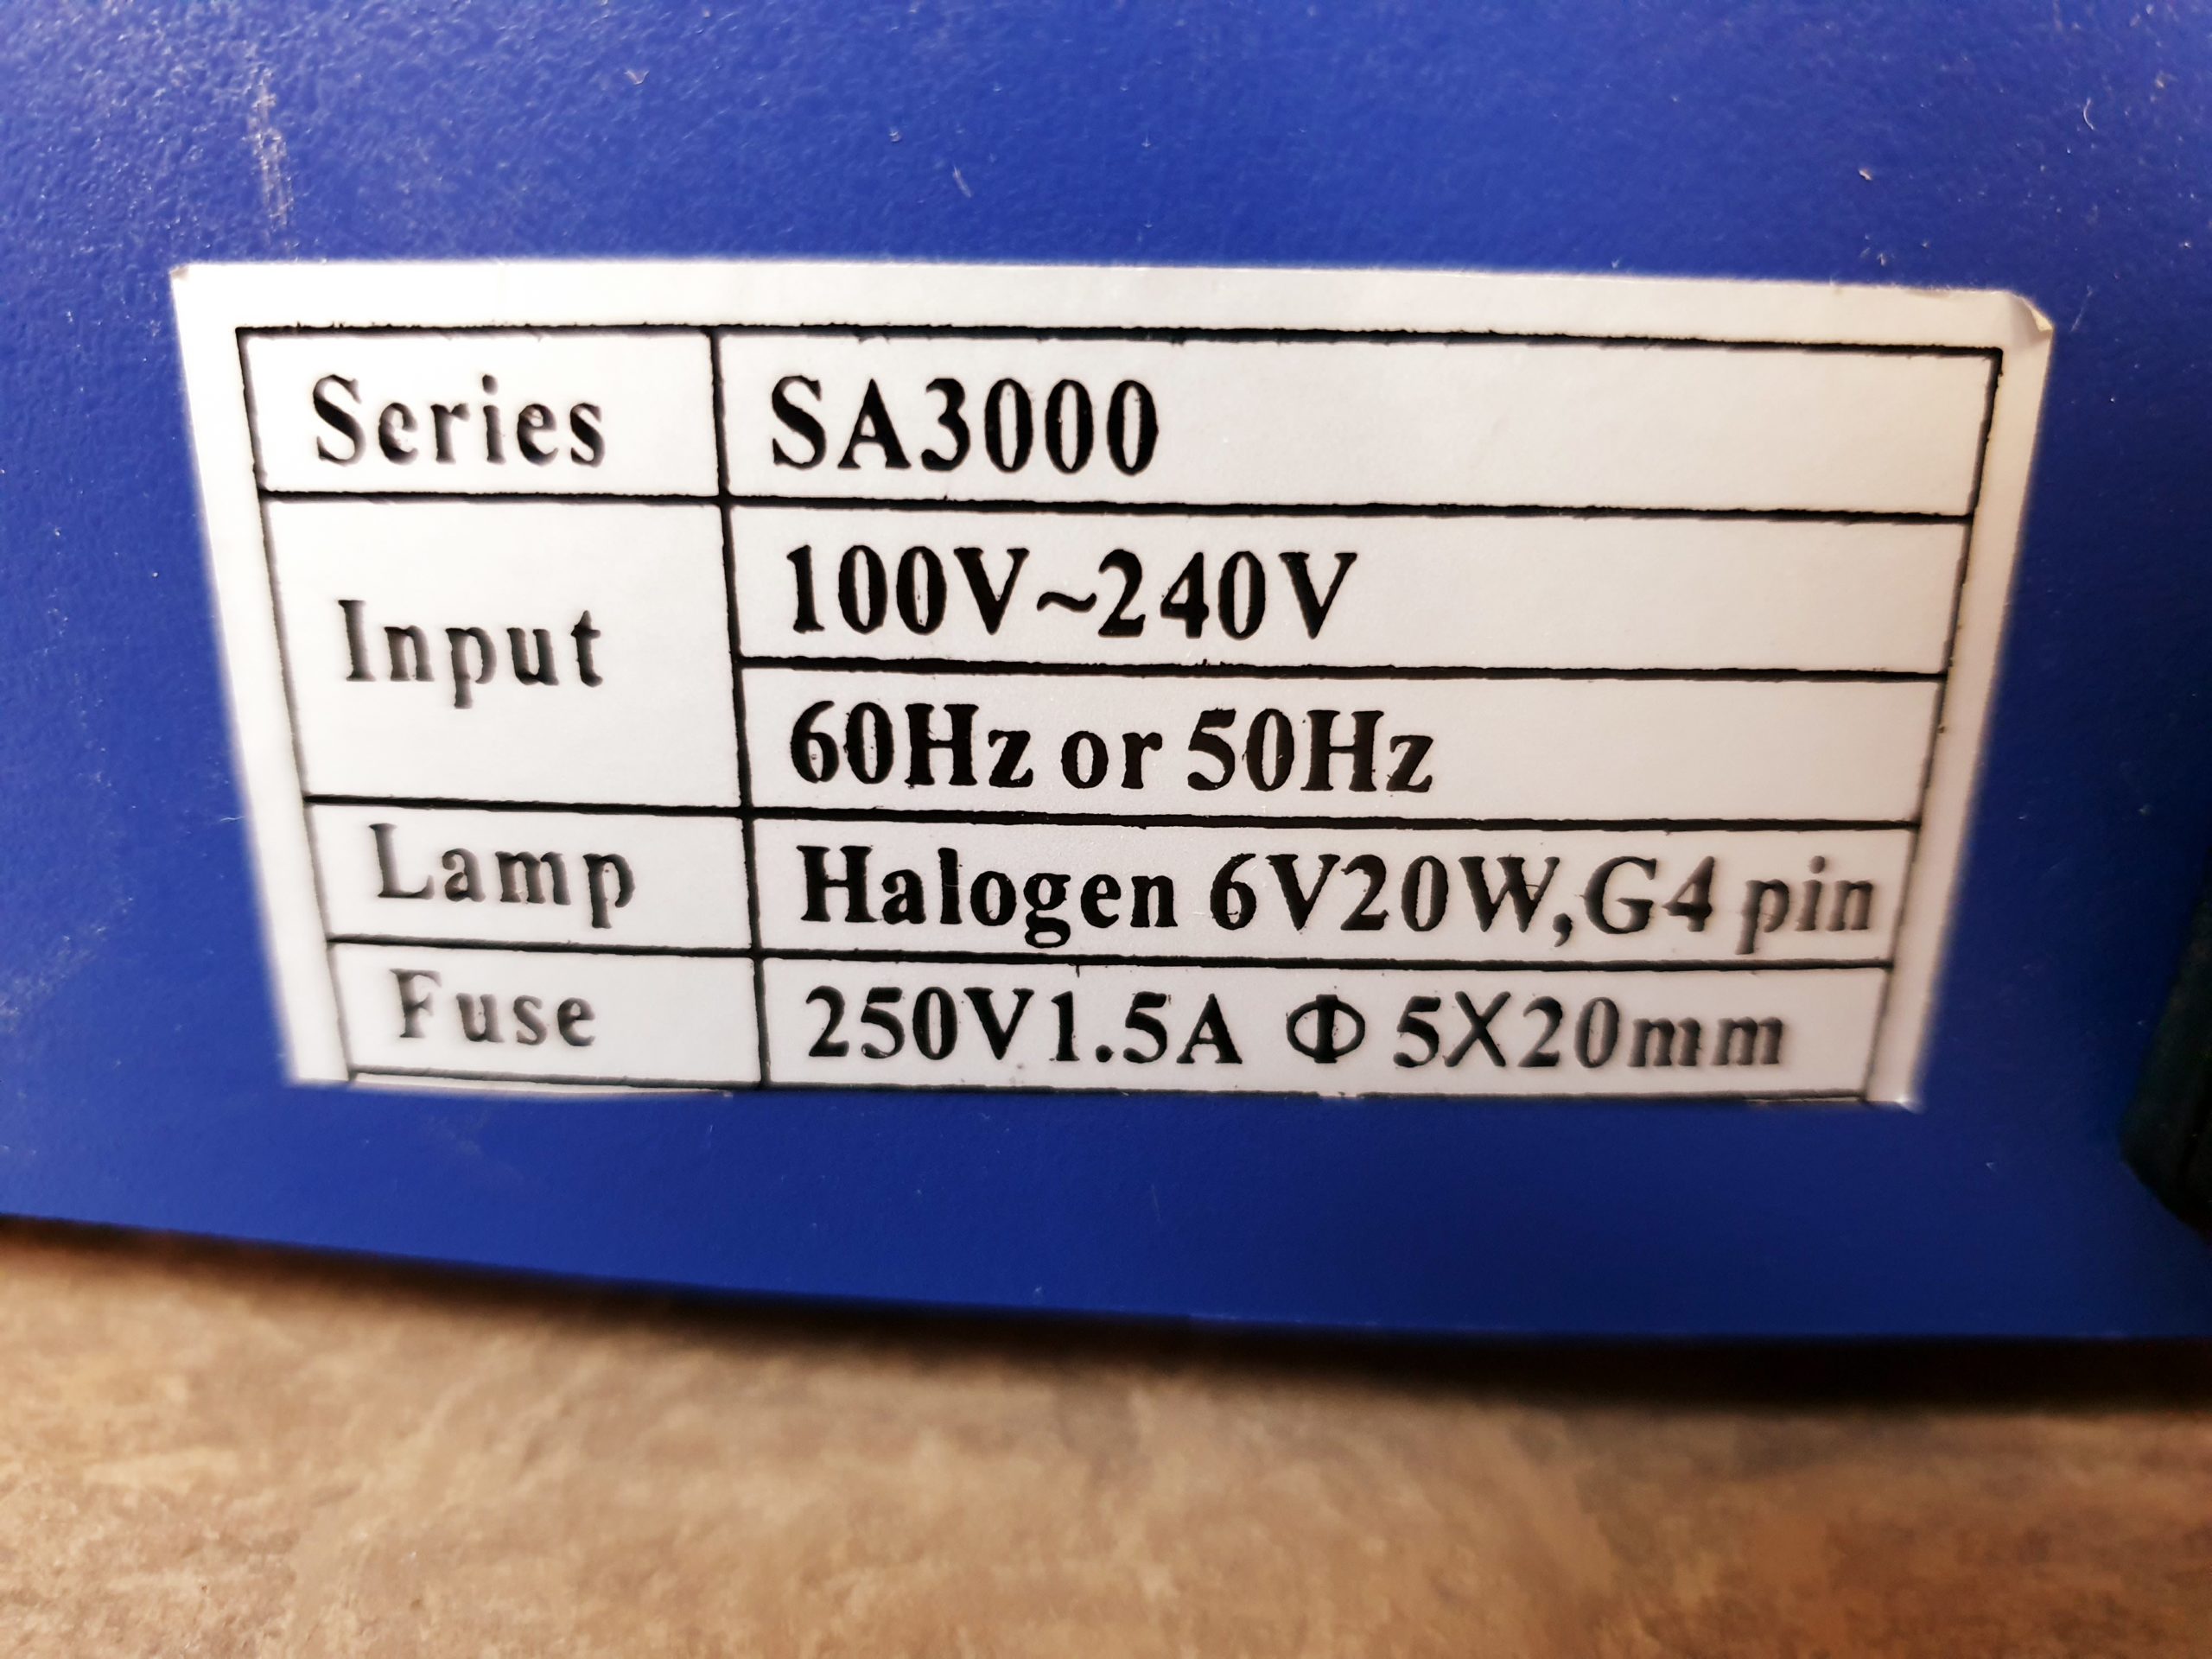 Series SA3000
Input 100V~240V
60Hz or 50Hz
Lamp Halogen 6V20W,G4 pin
Fuse 250V1.5A Φ 5X20mm